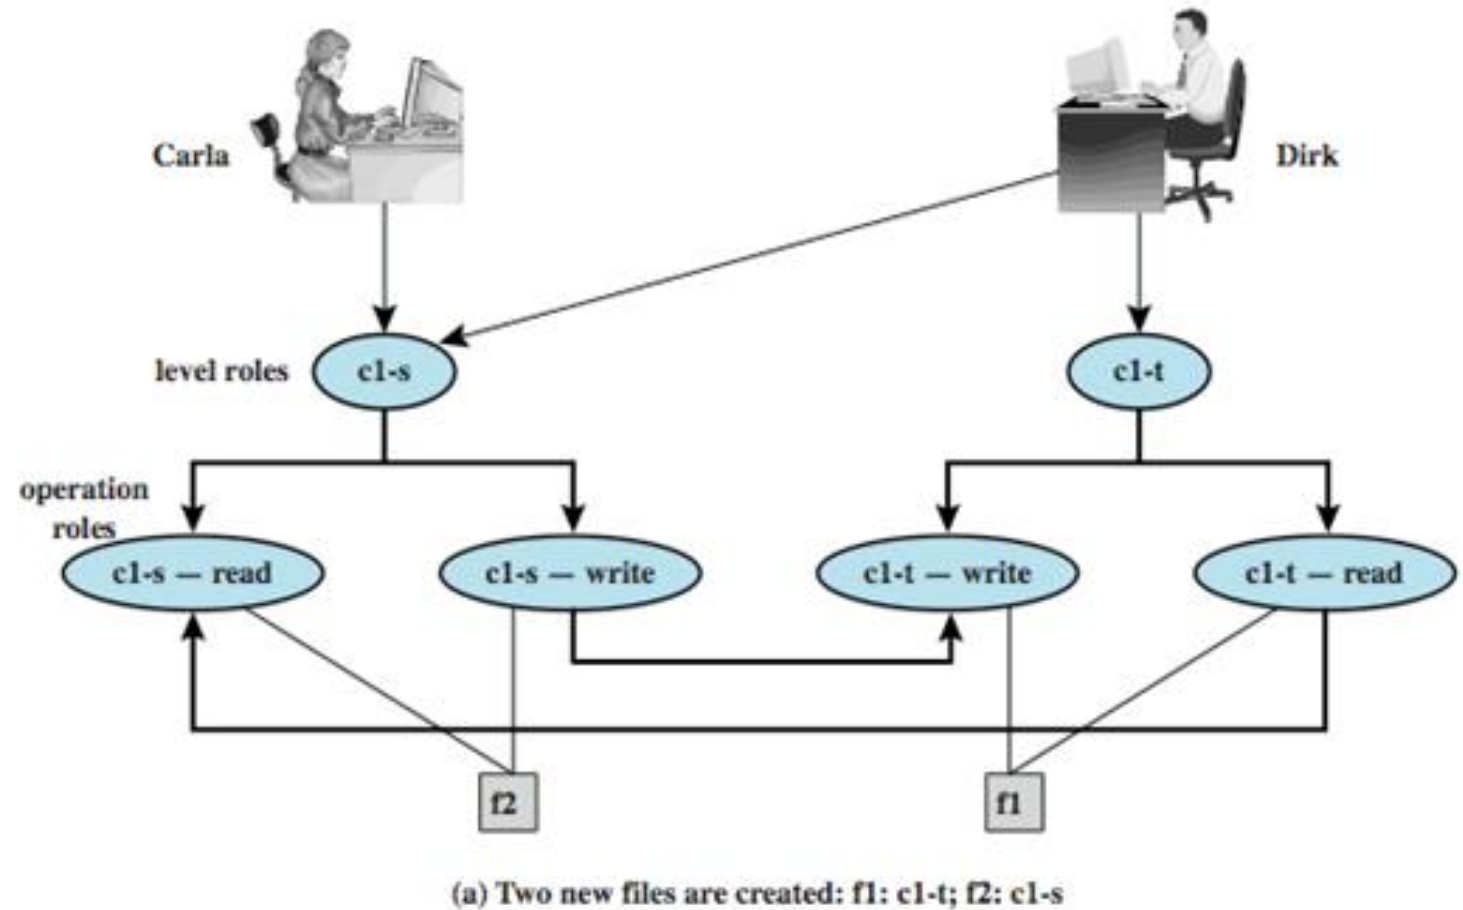 Carla
Dirk
level roles
c1-s
c1-t
operation
roles
c1-s — read
c1-s — write
c1-t — write
c1-t — read
f2
f1
(a) Two new files are created: f1: c1-t; f2: c1-s